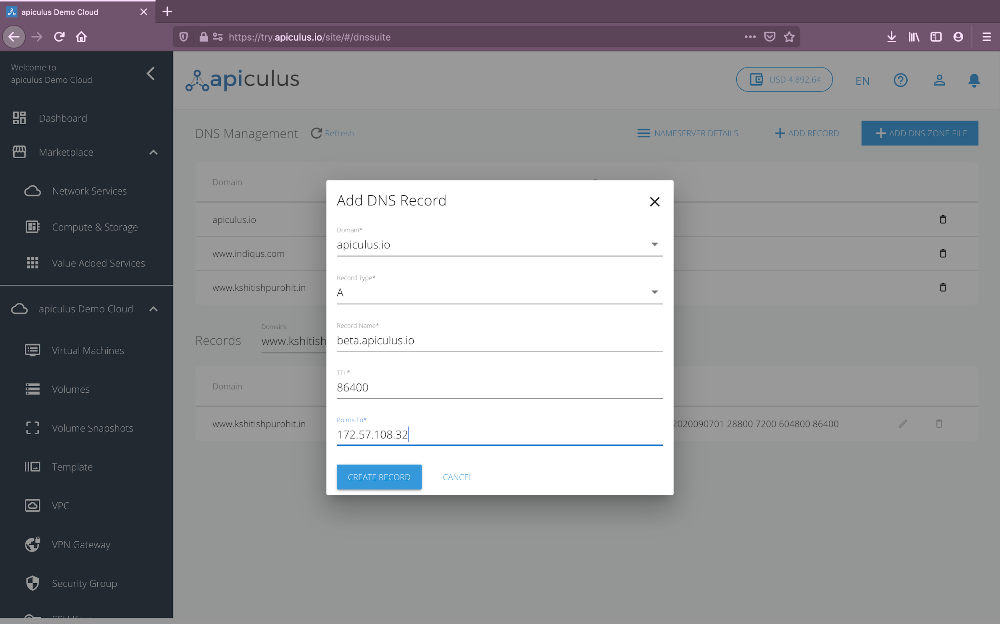 apiculus Demo Cloud
https://try.apiculus.io/site/#/dnssuite
Welcome to
apiculus Demo Cloud
Dashboard
Marketplace
Network Services
Compute & Storage
Value Added Services
apiculus Demo Cloud
Virtual Machines
Volumes
Volume Snapshots
Template
VPC
VPN Gateway
Security Group
apiculus
USD 4,892.64
EN
DNS Management
Refresh
NAMESERVER DETAILS
ADD RECORD
ADD DNS ZONE FILE
Domain
apiculus.io
www.indiqus.com
www.kshitishpurohit.in
Records
Domains
www.kshitish
Domain
www.kshitishpurohit.in
2020090701 28800 7200 604800 86400
Add DNS Record
Domain*
apiculus.io
Record Type*
A
Record Name*
beta.apiculus.io
TTL*
86400
Points To*
172.57.108.32
CREATE RECORD
CANCEL